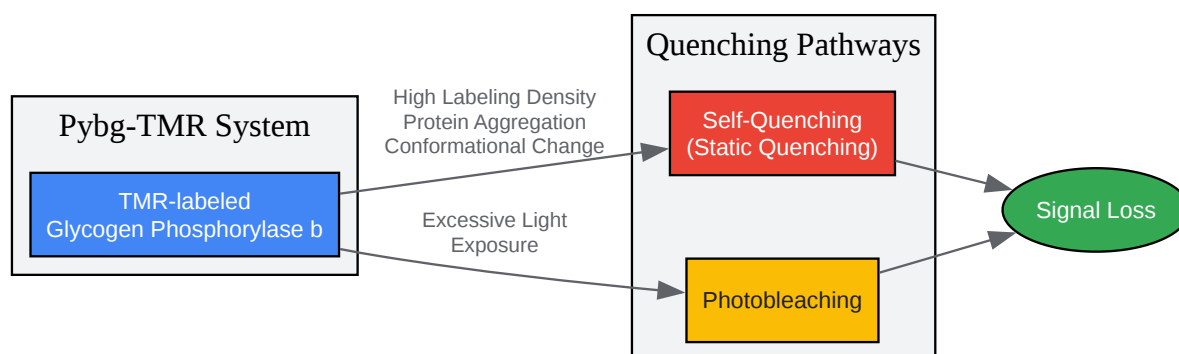 Pybg-TMR System
TMR-labeled
Glycogen Phosphorylase b
High Labeling Density
Protein Aggregation
Conformational Change
Excessive Light
Exposure
Quenching Pathways
Self-Quenching
(Static Quenching)
Photobleaching
Signal Loss